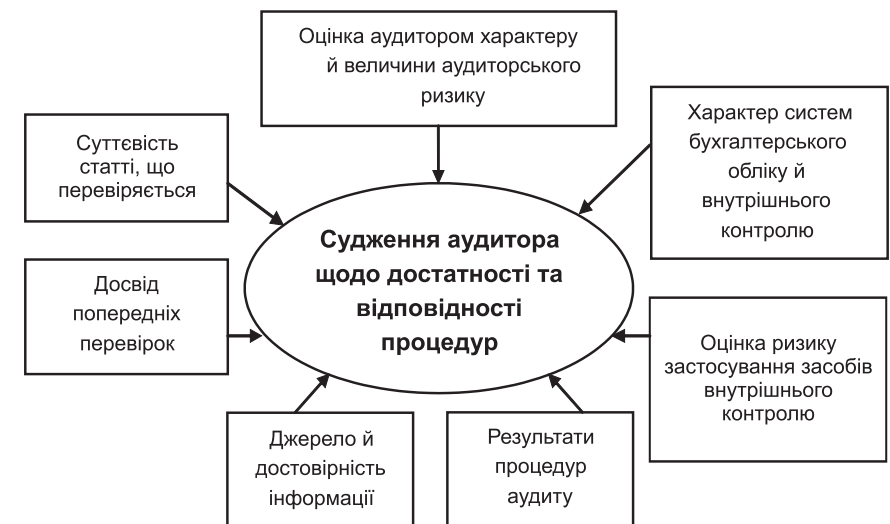 Оцінка аудитором характеру
й величини аудиторського
ризику
Суттєвість
статті, що
перевіряється
Характер систем
бухгалтерського
обліку й
внутрішнього
контролю
Судження аудитора
щодо достатності та
відповідності
процедур
Досвід
попередніх
перевірок
Оцінка ризику
застосування засобів
внутрішнього
контролю
Джерело й
достовірність
інформації
Результати
процедур
аудиту